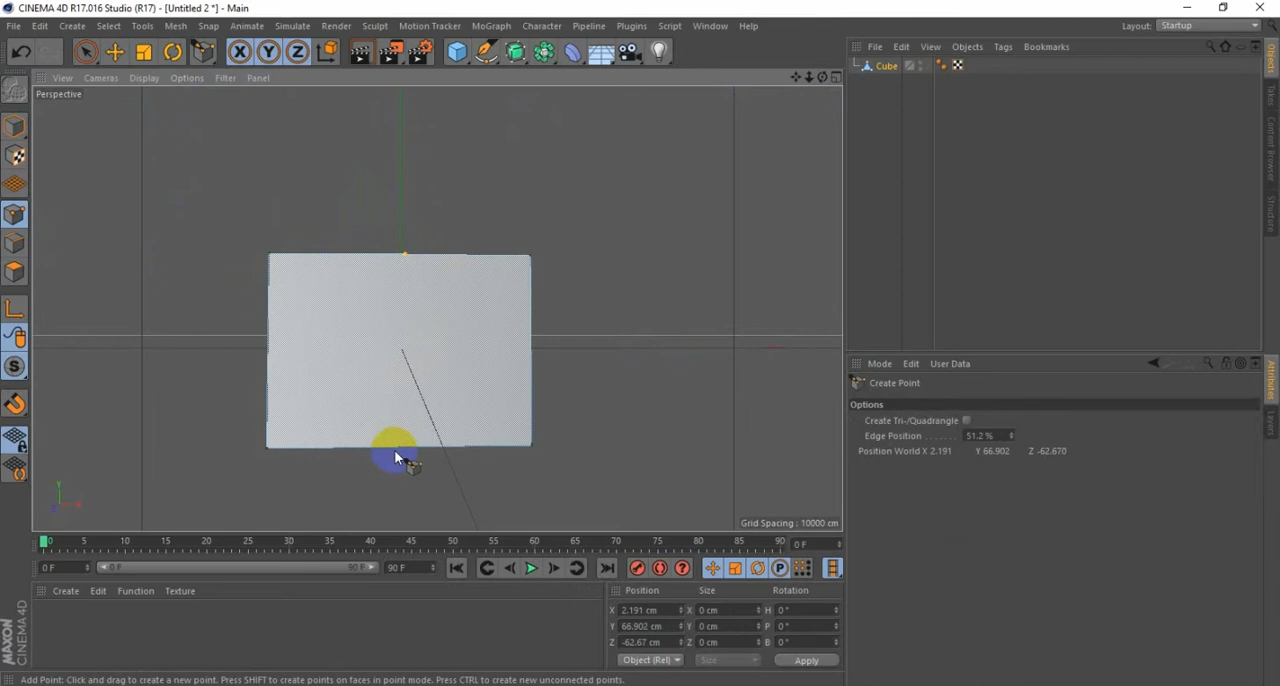 CINEMA 4D R17.016 Studio (R17) - [Untitled 2 *] - Main
File Edit Create Select Tools Mesh Snap Animate Simulate Render Sculpt Motion Tracker MoGraph Character Pipeline Plugins Script Window Help
Layout: Startup
X Y Z
File Edit View Objects Tags Bookmarks
Cube
View Cameras Display Options Filter Panel
Perspective
Objects
Takes
Content Browser
Structure
S
Y
X
Z
Grid Spacing : 10000 cm
Mode Edit User Data
Create Point
Options
Create Tri-/Quadrangle
Edge Position . . . . . . 51.2 %
Position World X 2.191 Y 66.902 Z -62.670
Attributes
Layers
0 5 10 15 20 25 30 35 40 45 50 55 60 65 70 75 80 85 90 0 F
0 F 0 F 90 F 90 F
P
Create Edit Function Texture
Position Size Rotation
X 2.191 cm X 0 cm H 0 °
Y 66.902 cm Y 0 cm P 0 °
Z -62.67 cm Z 0 cm B 0 °
Object (Rel) Size Apply
MAXON
CINEMA 4D
Add Point: Click and drag to create a new point. Press SHIFT to create points on faces in point mode. Press CTRL to create new unconnected points.